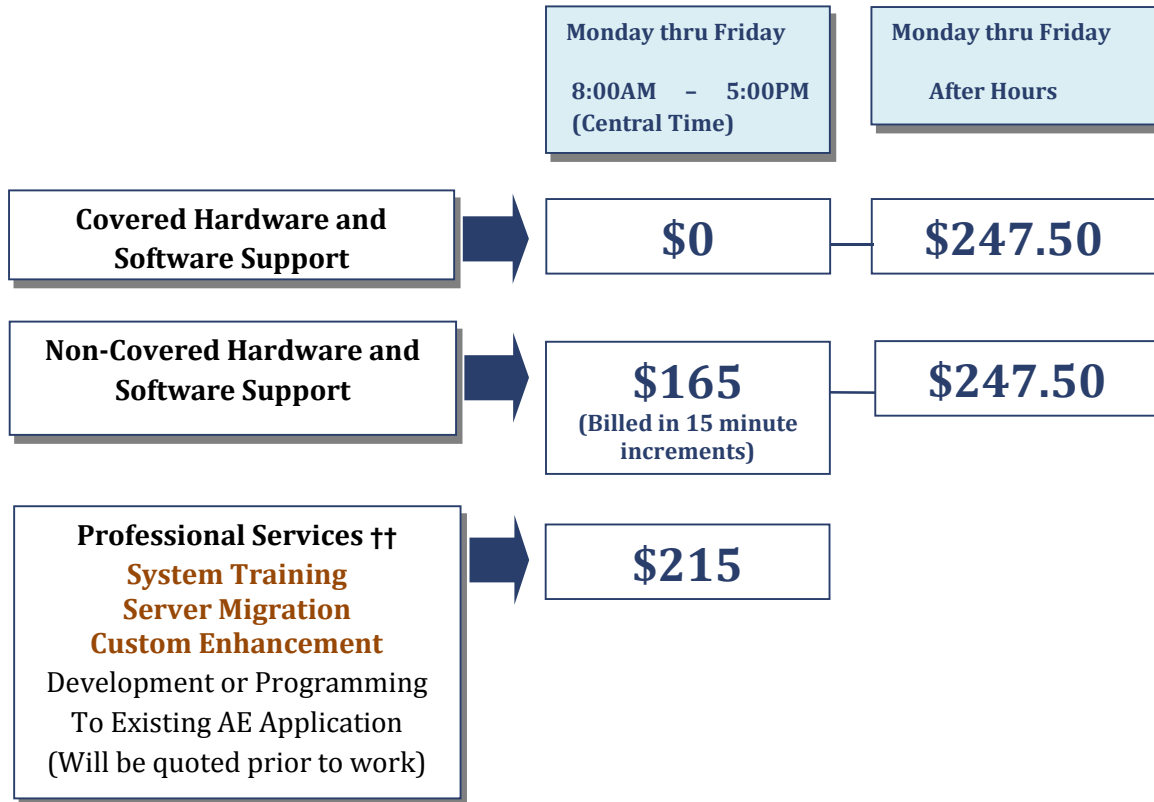 Monday thru Friday
8:00AM – 5:00PM
(Central Time)
Monday thru Friday
After Hours
Covered Hardware and
Software Support
$0
$247.50
Non-Covered Hardware and
Software Support
$165
(Billed in 15 minute
increments)
$247.50
Professional Services ††
System Training
Server Migration
Custom Enhancement
Development or Programming
To Existing AE Application
(Will be quoted prior to work)
$215